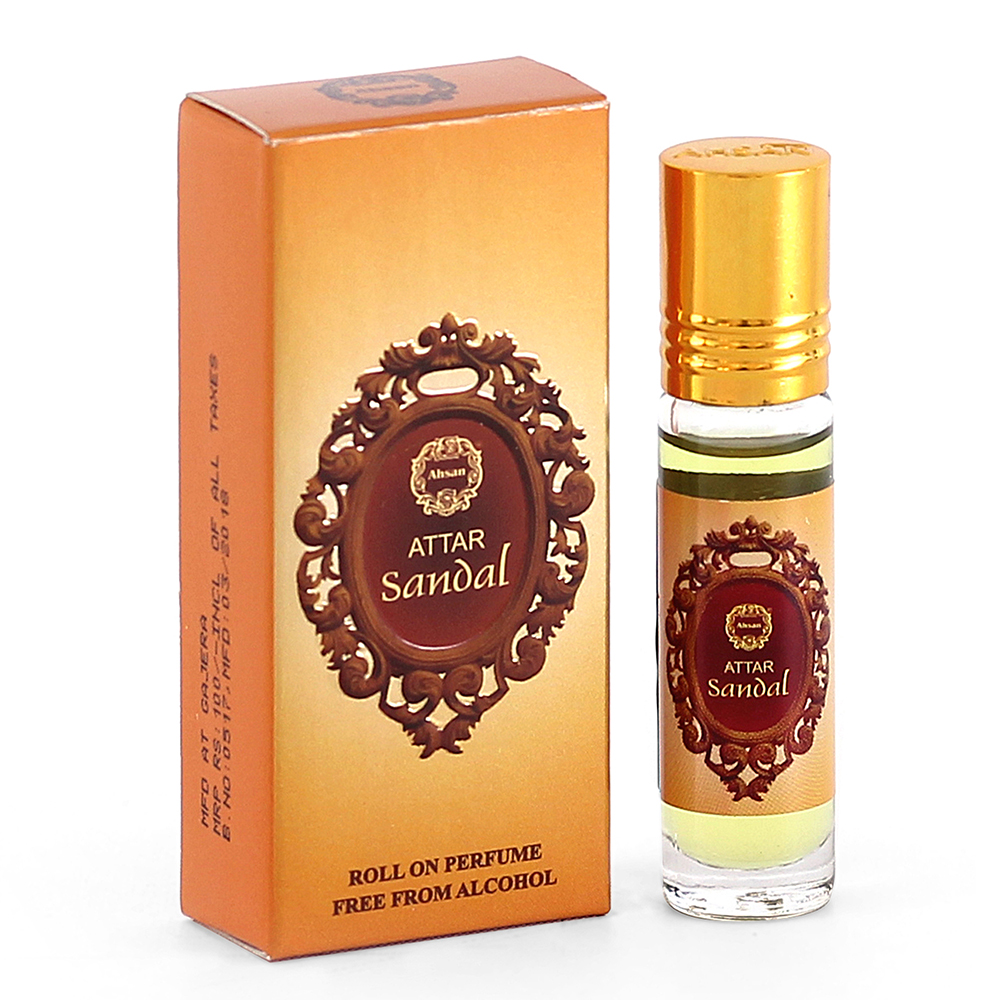 MFD AT GAJERA
MRP RS:100/-INCL OF ALL TAXES
B.NO:0517,MFD:03/2018
Ahsan
ATTAR
Sandal
ROLL ON PERFUME
FREE FROM ALCOHOL
Ahsan
ATTAR
Sandal